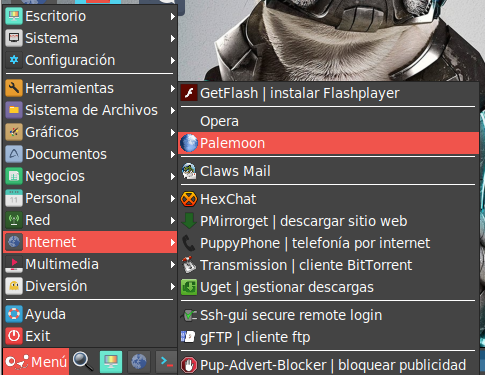 Escritorio
Sistema
Configuración
Herramientas
Sistema de Archivos
Gráficos
Documentos
Negocios
Personal
Red
Internet
Multimedia
Diversión
Ayuda
Exit
Menú
GetFlash | instalar Flashplayer
Opera
Palemoon
Claws Mail
HexChat
PMirrorget | descargar sitio web
PuppyPhone | telefonía por internet
Transmission | cliente BitTorrent
Uget | gestionar descargas
Ssh-gui secure remote login
gFTP | cliente ftp
Pup-Advert-Blocker | bloquear publicidad